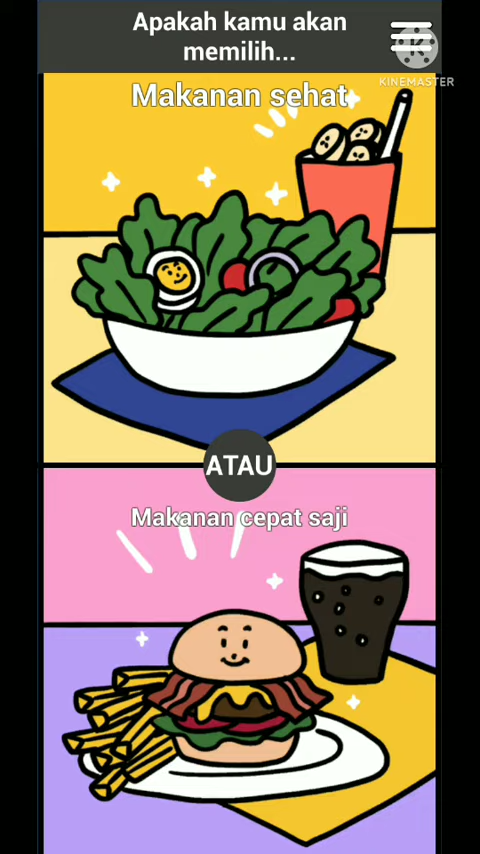 Apakah kamu akan
memilih...
KINEMASTER
Makanan sehat
ATAU
Makanan cepat saji